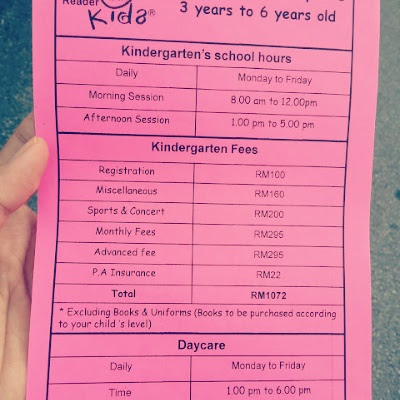 Reader
Kids®
3 years to 6 years old
Kindergarten's school hours
Daily Monday to Friday
Morning Session 8.00 am to 12.00pm
Afternoon Session 1.00 pm to 5.00 pm
Kindergarten Fees
Registration RM100
Miscellaneous RM160
Sports & Concert RM200
Monthly Fees RM295
Advanced fee RM295
P.A Insurance RM22
Total RM1072
* Excluding Books & Uniforms (Books to be purchased according
to your child 's level)
Daycare
Daily Monday to Friday
Time 1.00 pm to 6.00 pm